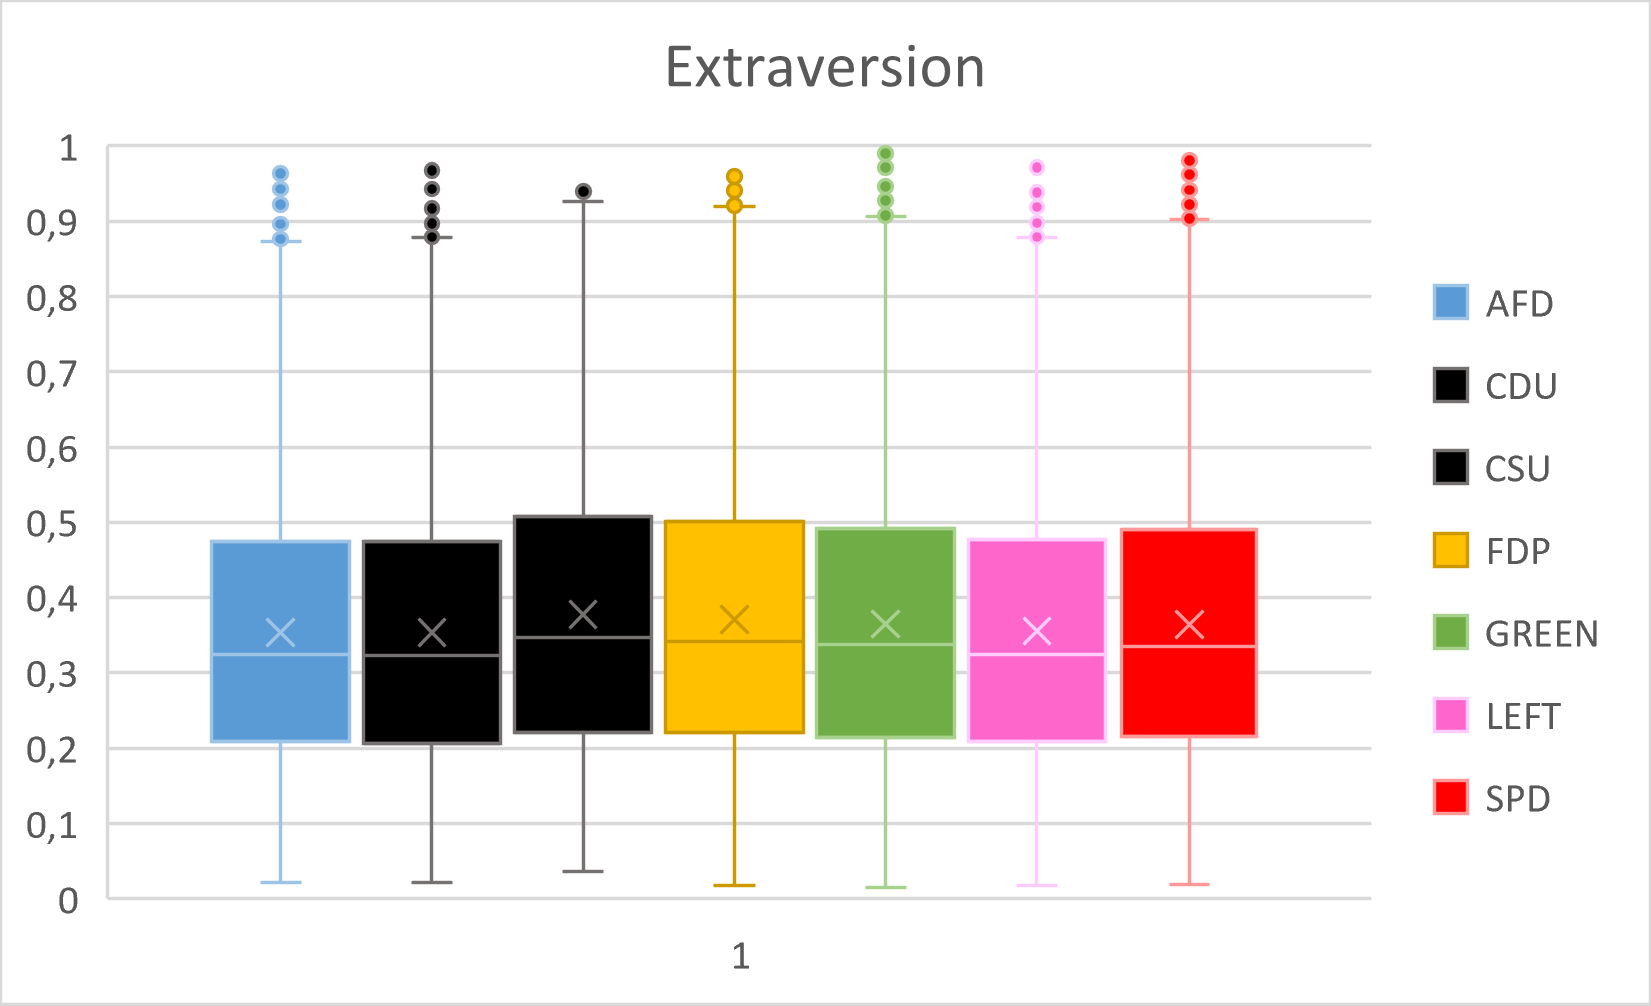 Extraversion
1
0,9
0,8
0,7
0,6
0,5
0,4
0,3
0,2
0,1
0
1
AFD
CDU
CSU
FDP
GREEN
LEFT
SPD